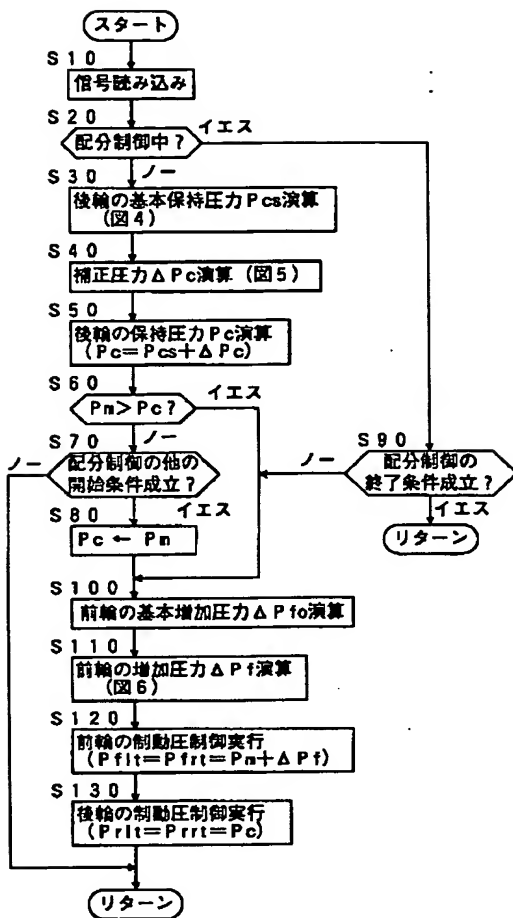 スタート
S10
信号読み込み
S20
配分制御中？
イエス
ノー
S30
後輪の基本保持圧力Pcs演算
(図4)
S40
補正圧力ΔPc演算 (図5)
S50
後輪の保持圧力Pc演算
(Pc=Pcs+ΔPc)
S60
イエス
Pm>Pc？
ノー
S70
ノー
配分制御の他の
開始条件成立？
イエス
S90
ノー
配分制御の
終了条件成立？
イエス
リターン
S80
Pc ← Pm
S100
前輪の基本増加圧力ΔPfo演算
S110
前輪の増加圧力ΔPf演算
(図6)
S120
前輪の制動圧制御実行
(Pflt=Pfrt=Pm+ΔPf)
S130
後輪の制動圧制御実行
(Prlt=Prrt=Pc)
リターン